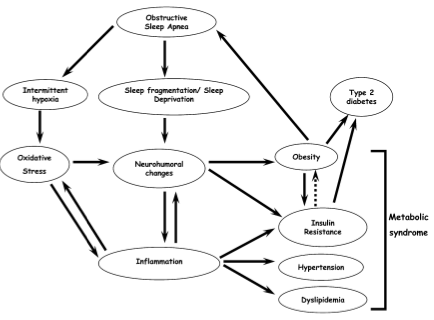 Obstructive
Sleep Apnea
Intermittent
hypoxia
Sleep fragmentation/ Sleep
Deprivation
Type 2
diabetes
Oxidative
Stress
Neurohumoral
changes
Obesity
Insulin
Resistance
Metabolic
syndrome
Inflammation
Hypertension
Dyslipidemia